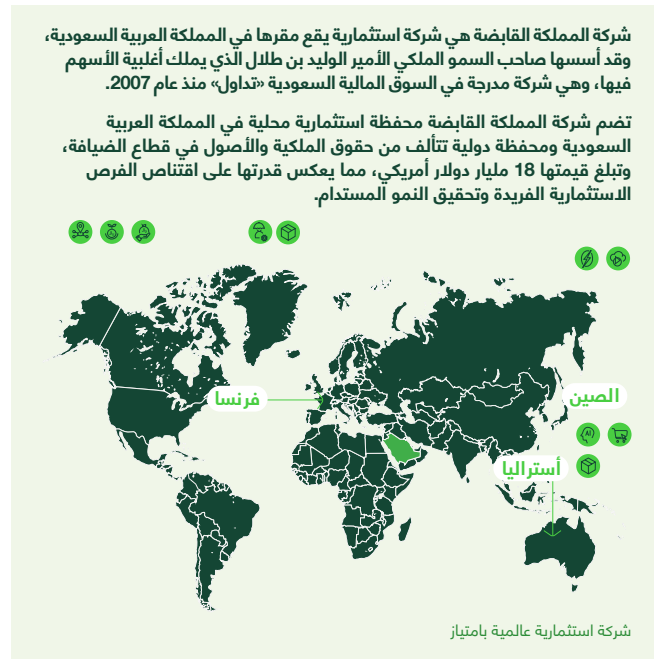 شركة المملكة القابضة هي شركة استثمارية يقع مقرها في المملكة العربية السعودية،
وقد أسسها صاحب السمو الملكي الأمير الوليد بن طلال الذي يملك أغلبية الأسهم
فيها، وهي شركة مدرجة في السوق المالية السعودية «تداول» منذ عام 2007.
تضم شركة المملكة القابضة محفظة استثمارية محلية في المملكة العربية
السعودية ومحفظة دولية تتألف من حقوق الملكية والأصول في قطاع الضيافة،
وتبلغ قيمتها 18 مليار دولار أمريكي، مما يعكس قدرتها على اقتناص الفرص
الاستثمارية الفريدة وتحقيق النمو المستدام.
الصين
فرنسا
AI
أستراليا
شركة استثمارية عالمية بامتياز